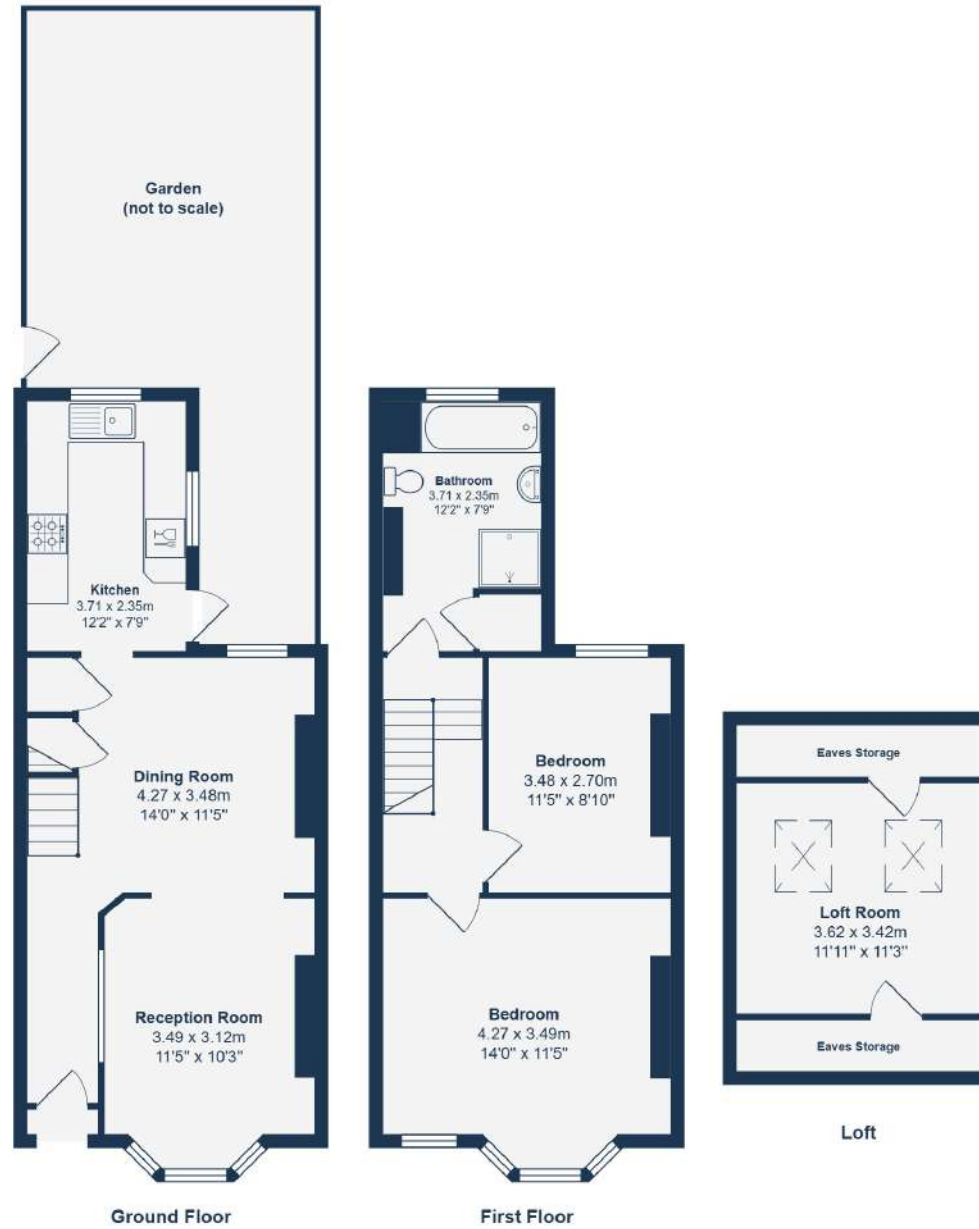 Garden
(not to scale)
Kitchen
3.71 x 2.35m
12'2" x 7'9"
Dining Room
4.27 x 3.48m
14'0" x 11'5"
Reception Room
3.49 x 3.12m
11'5" x 10'3"
Ground Floor
Bathroom
3.71 x 2.35m
12'2" x 7'9"
Bedroom
3.48 x 2.70m
11'5" x 8'10"
Bedroom
4.27 x 3.49m
14'0" x 11'5"
First Floor
Eaves Storage
Loft Room
3.62 x 3.42m
11'11" x 11'3"
Eaves Storage
Loft